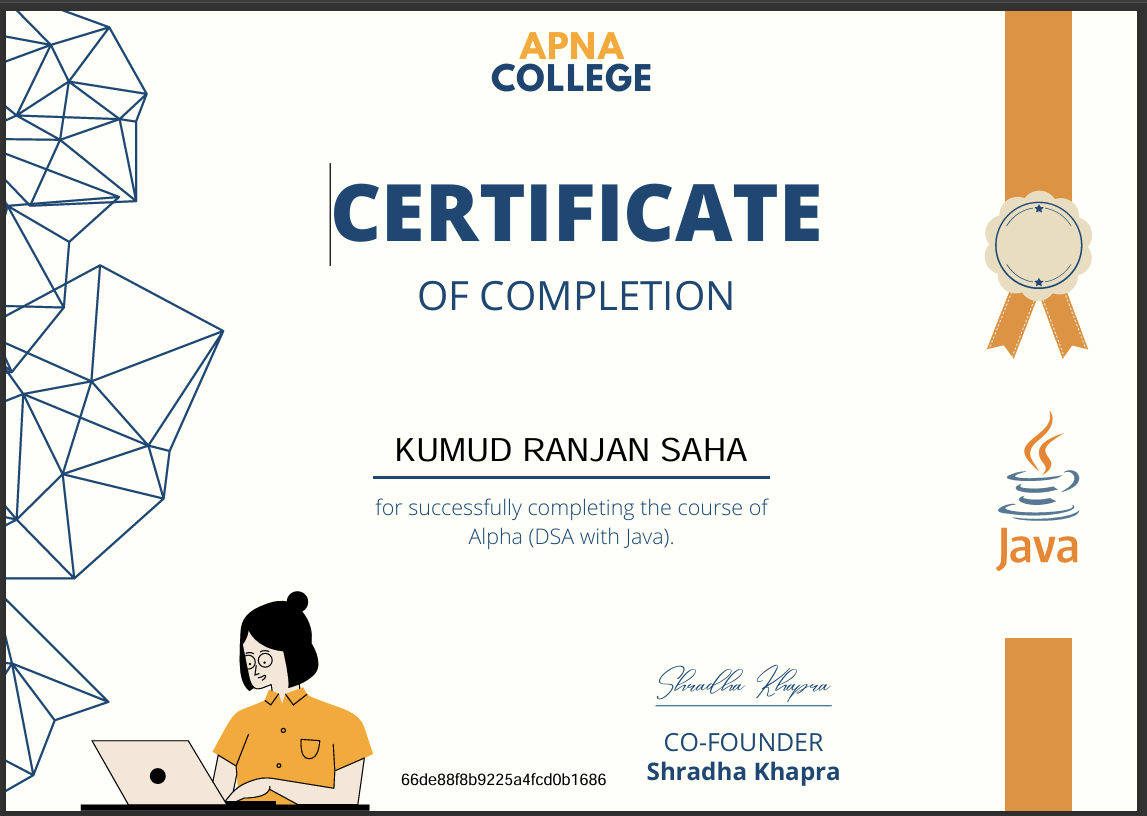 APNA
COLLEGE
CERTIFICATE
OF COMPLETION
KUMUD RANJAN SAHA
for successfully completing the course of
Alpha (DSA with Java).
Java
Shradha Khapra
CO-FOUNDER
Shradha Khapra
66de88f8b9225a4fcd0b1686